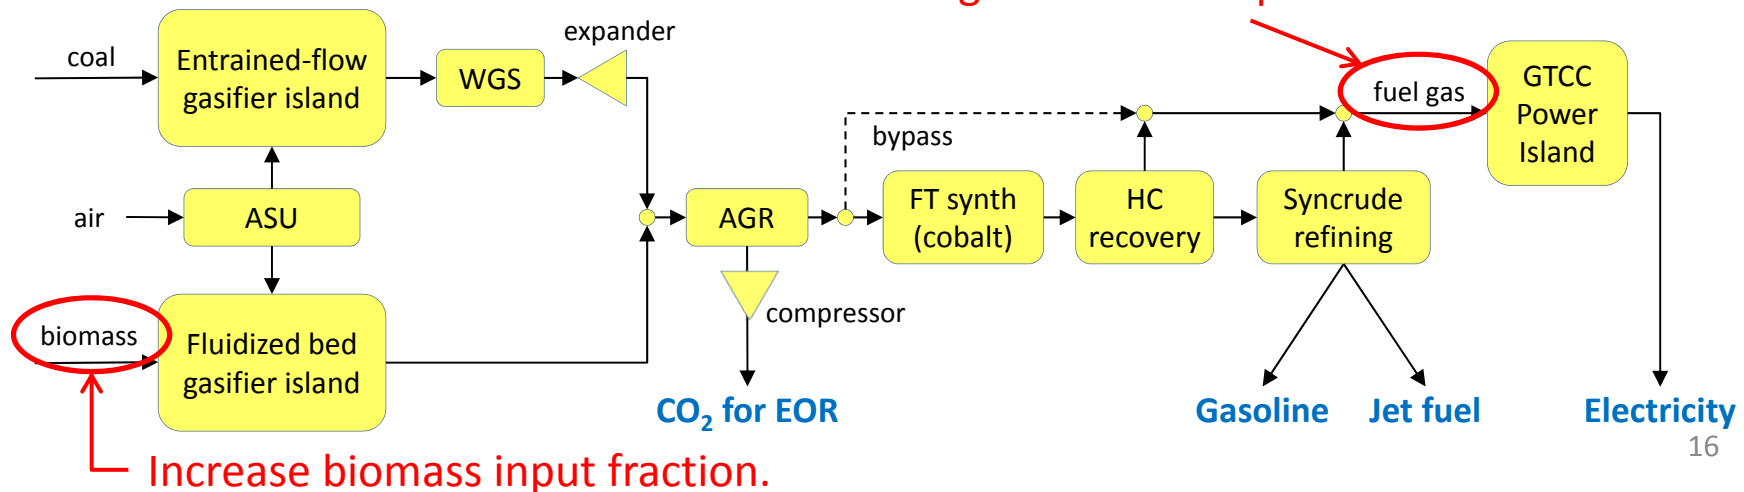 expander
coal
Entrained-flow
gasifier island
WGS
fuel gas
GTCC
Power
Island
bypass
air
ASU
AGR
FT synth
(cobalt)
HC
recovery
Syncrude
refining
biomass
Fluidized bed
gasifier island
compressor
CO₂ for EOR
Gasoline
Jet fuel
Electricity
16
Increase biomass input fraction.